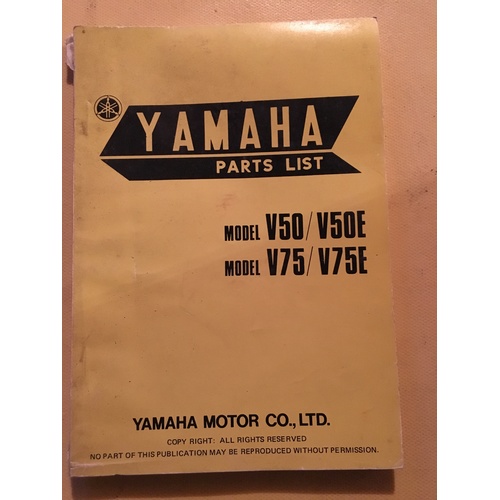 YAMAHA
PARTS LIST
MODEL V50/V50E
MODEL V75/V75E
YAMAHA MOTOR CO., LTD.
COPY RIGHT: ALL RIGHTS RESERVED
NO PART OF THIS PUBLICATION MAY BE REPRODUCED WITHOUT PERMISSION.